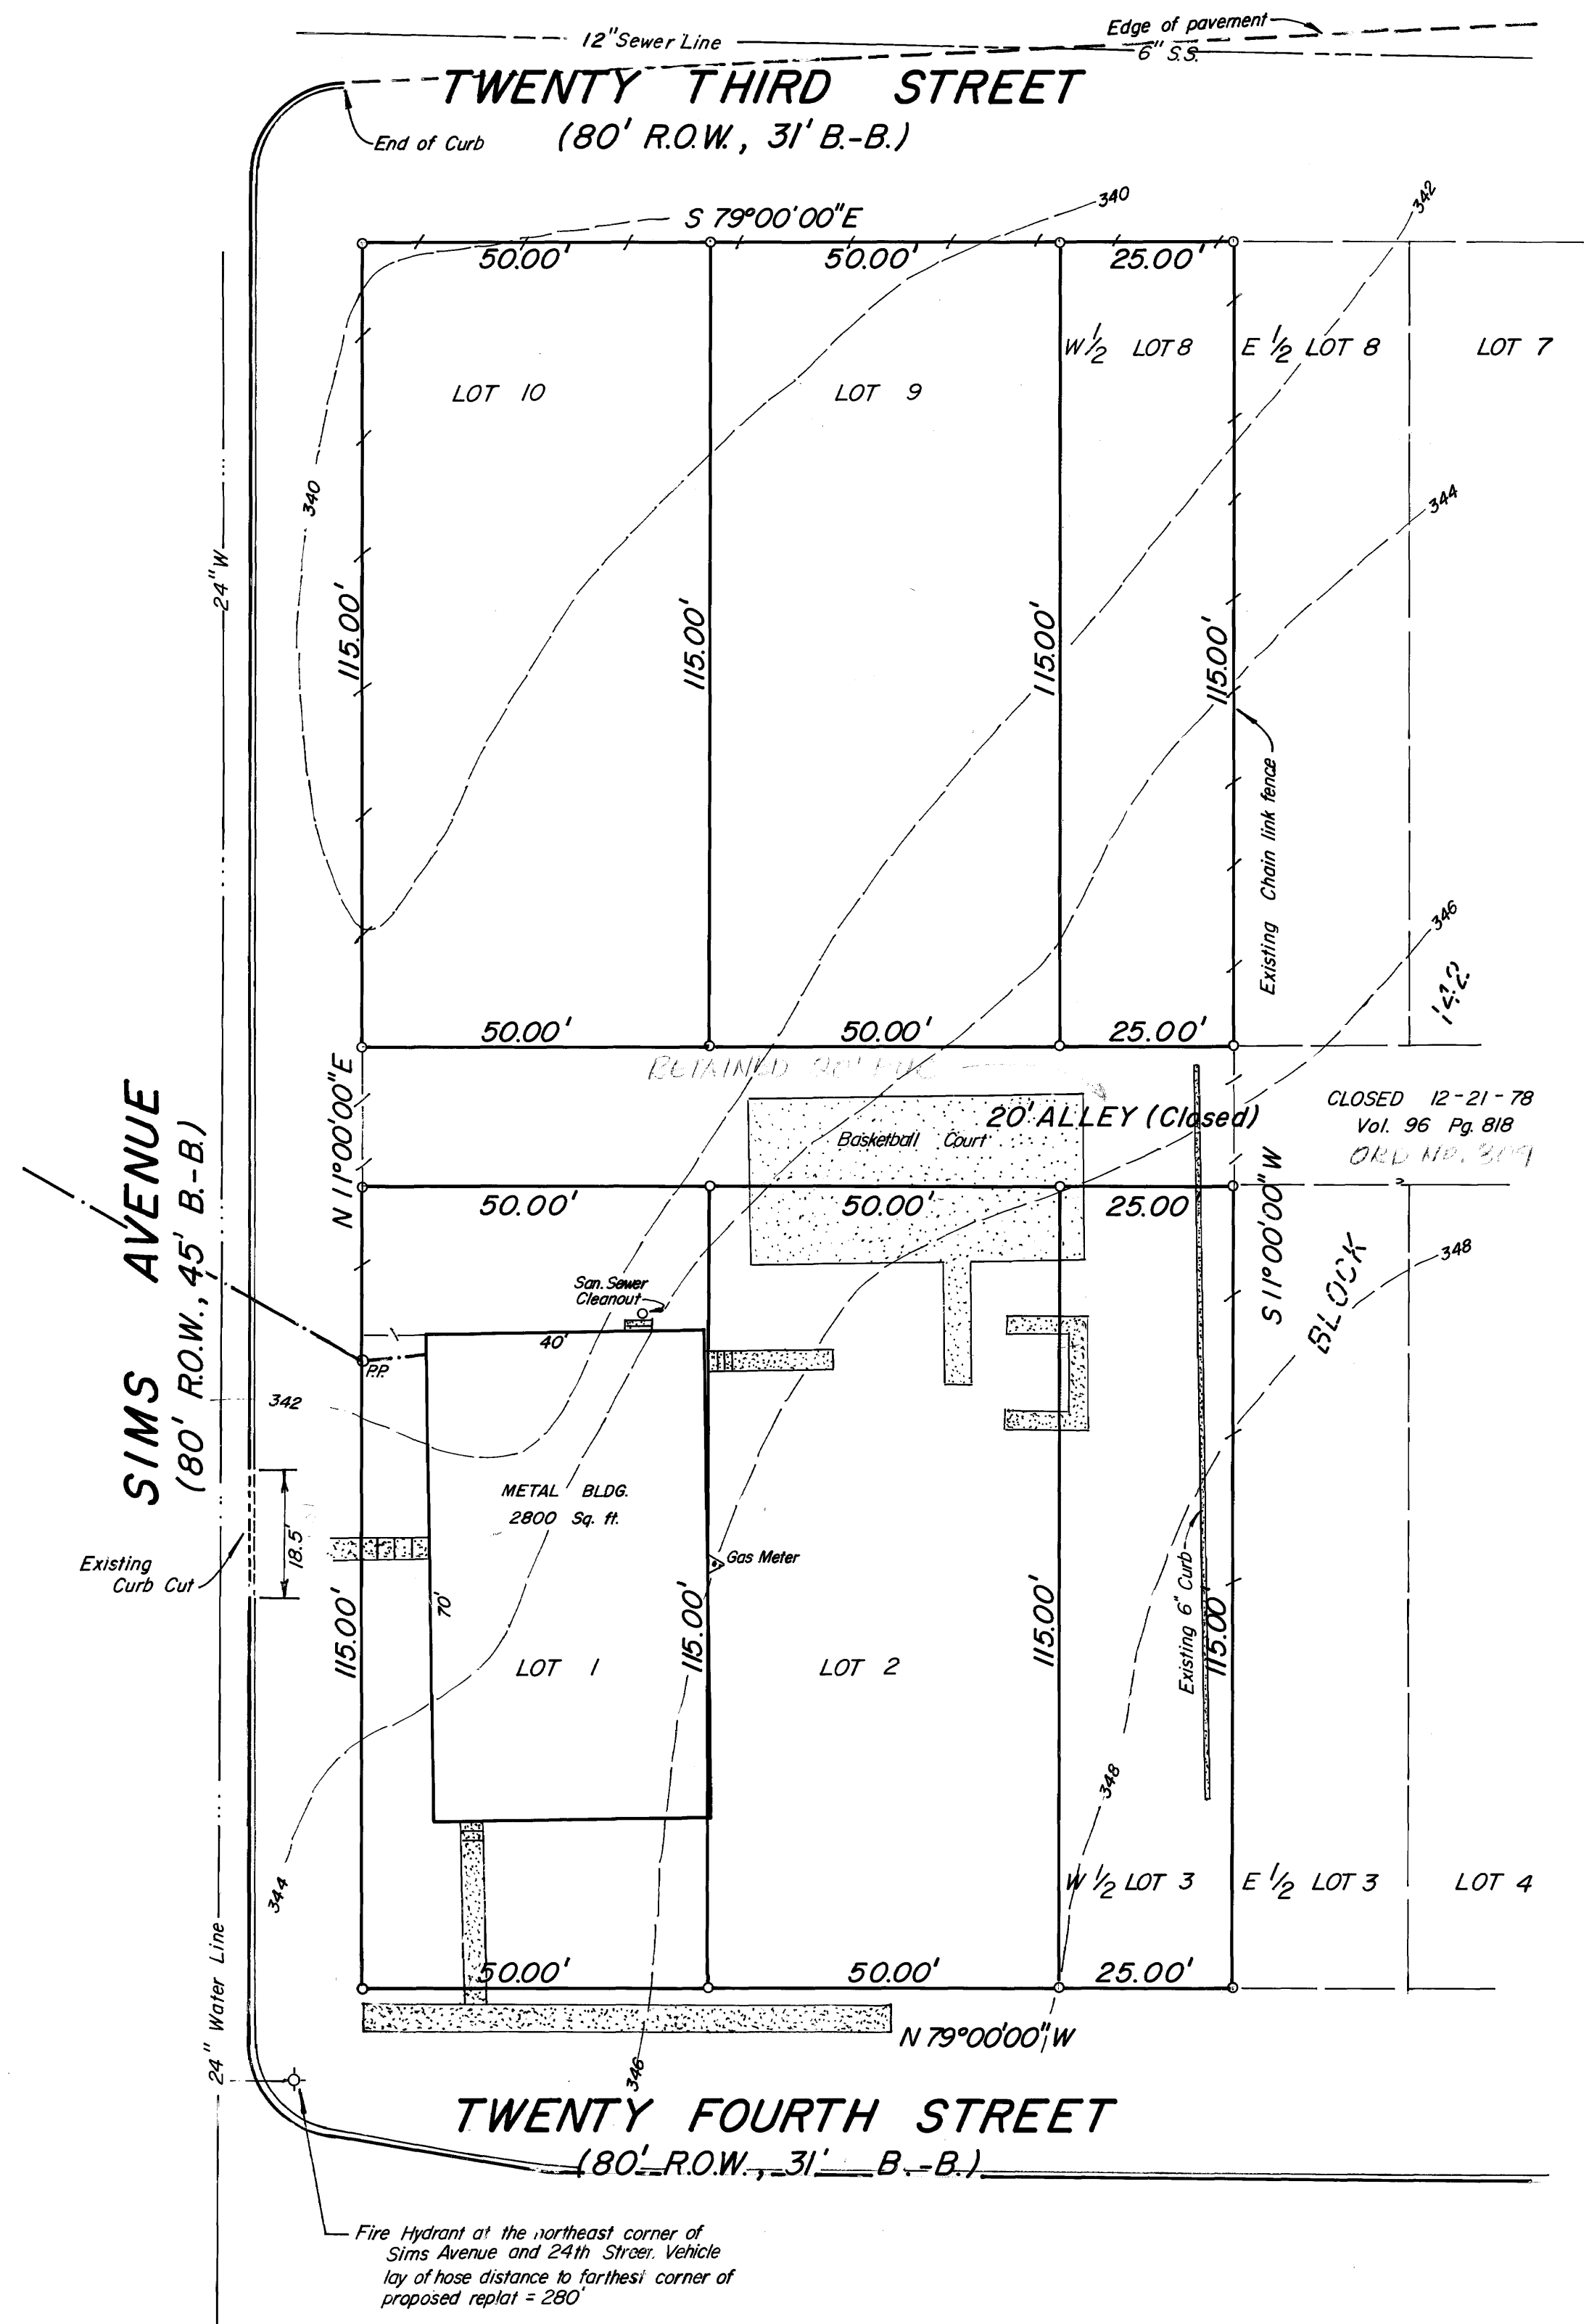 Edge of pavement
12" Sewer Line
6" S.S.
TWENTY THIRD STREET
(80' R.O.W., 31' B.-B.)
End of Curb
340
342
S 79°00'00"E
50.00' 50.00' 25.00'
W 1/2 LOT 8
E 1/2 LOT 8
LOT 7
LOT 10
LOT 9
340
344
24" W
115.00' 115.00' 115.00' 115.00'
Existing Chain link fence
346
142
50.00' 50.00' 25.00'
RETAINED 20'
N 11°00'00"E
20' ALLEY (Closed)
Basketball Court
CLOSED 12-21-78
Vol. 96 Pg. 818
ORD NO. 309
SIMS AVENUE
(80' R.O.W., 45' B.-B.)
50.00' 50.00' 25.00
S 11°00'00"W
BLOCK
348
San. Sewer
Cleanout
40'
P.P.
342
METAL BLDG.
2800 Sq. ft.
18.5'
Existing
Curb Cut
Gas Meter
70'
115.00' 115.00' 115.00' 115.00'
Existing 6" Curb
LOT 1
LOT 2
348
344
W 1/2 LOT 3
E 1/2 LOT 3
LOT 4
24" Water Line
50.00' 50.00' 25.00'
N 79°00'00"W
346
TWENTY FOURTH STREET
(80' R.O.W., 31' B.-B.)
Fire Hydrant at the northeast corner of
Sims Avenue and 24th Street. Vehicle
lay of hose distance to farthest corner of
proposed replat = 280'